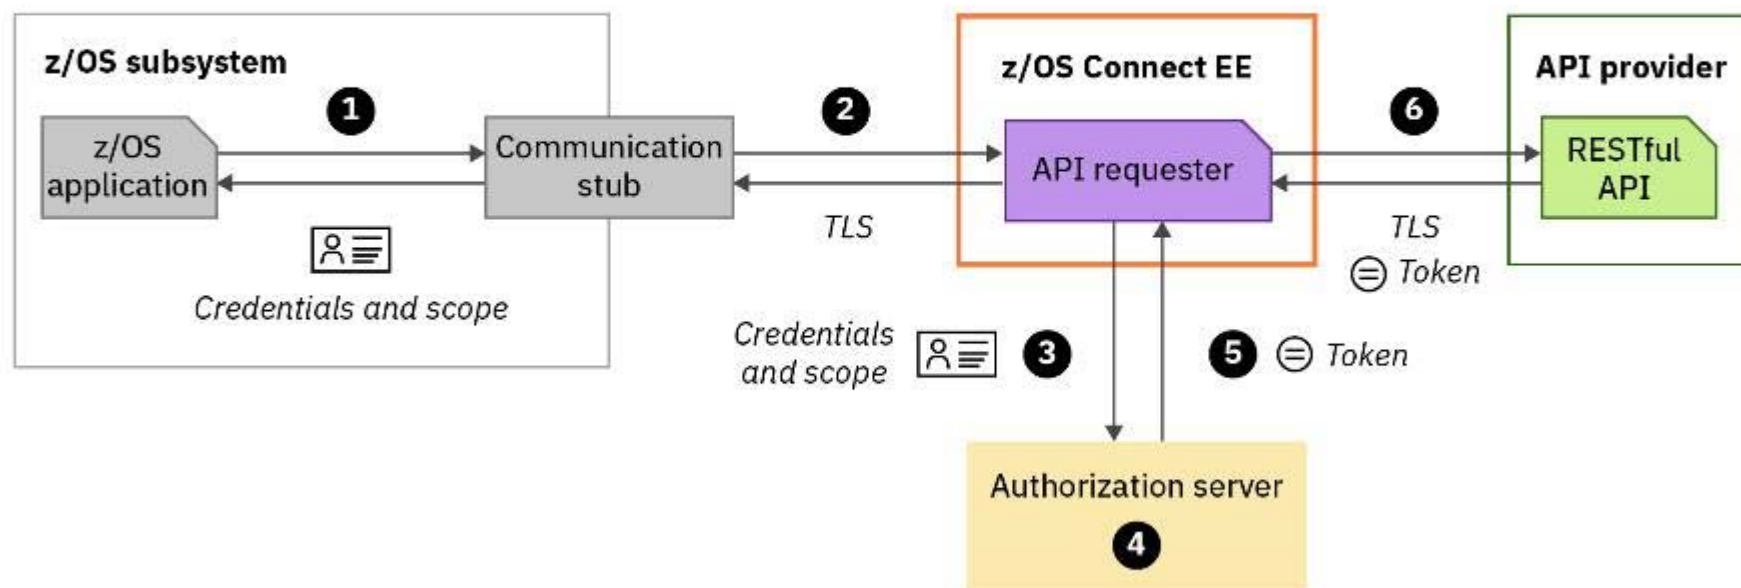 z/OS subsystem
z/OS Connect EE
API provider
1
2
6
z/OS
application
Communication
stub
API requester
RESTful
API
TLS
TLS
Token
Credentials and scope
Credentials
and scope
3
5
Token
Authorization server
4